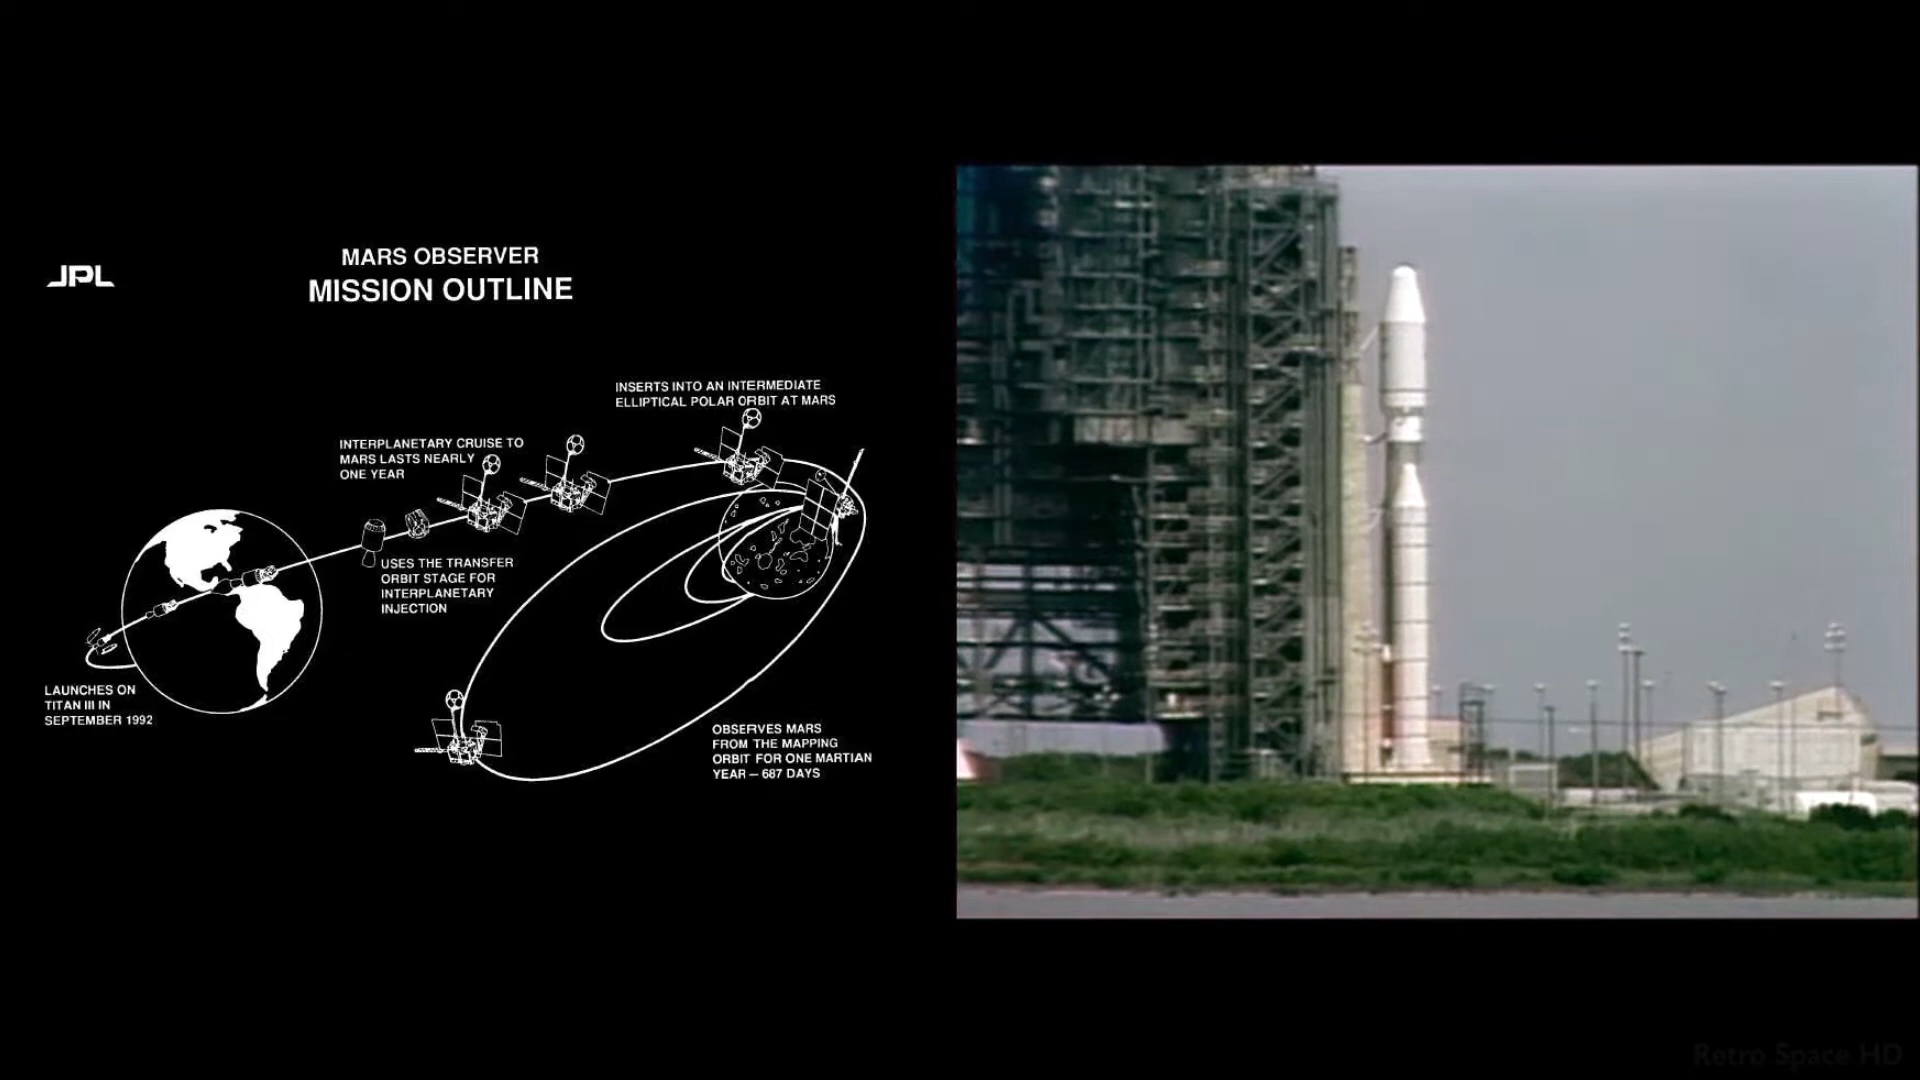 JPL
MARS OBSERVER
MISSION OUTLINE
INSERTS INTO AN INTERMEDIATE
ELLIPTICAL POLAR ORBIT AT MARS
INTERPLANETARY CRUISE TO
MARS LASTS NEARLY
ONE YEAR
USES THE TRANSFER
ORBIT STAGE FOR
INTERPLANETARY
INJECTION
LAUNCHES ON
TITAN III IN
SEPTEMBER 1992
OBSERVES MARS
FROM THE MAPPING
ORBIT FOR ONE MARTIAN
YEAR – 687 DAYS
Retro Space HD